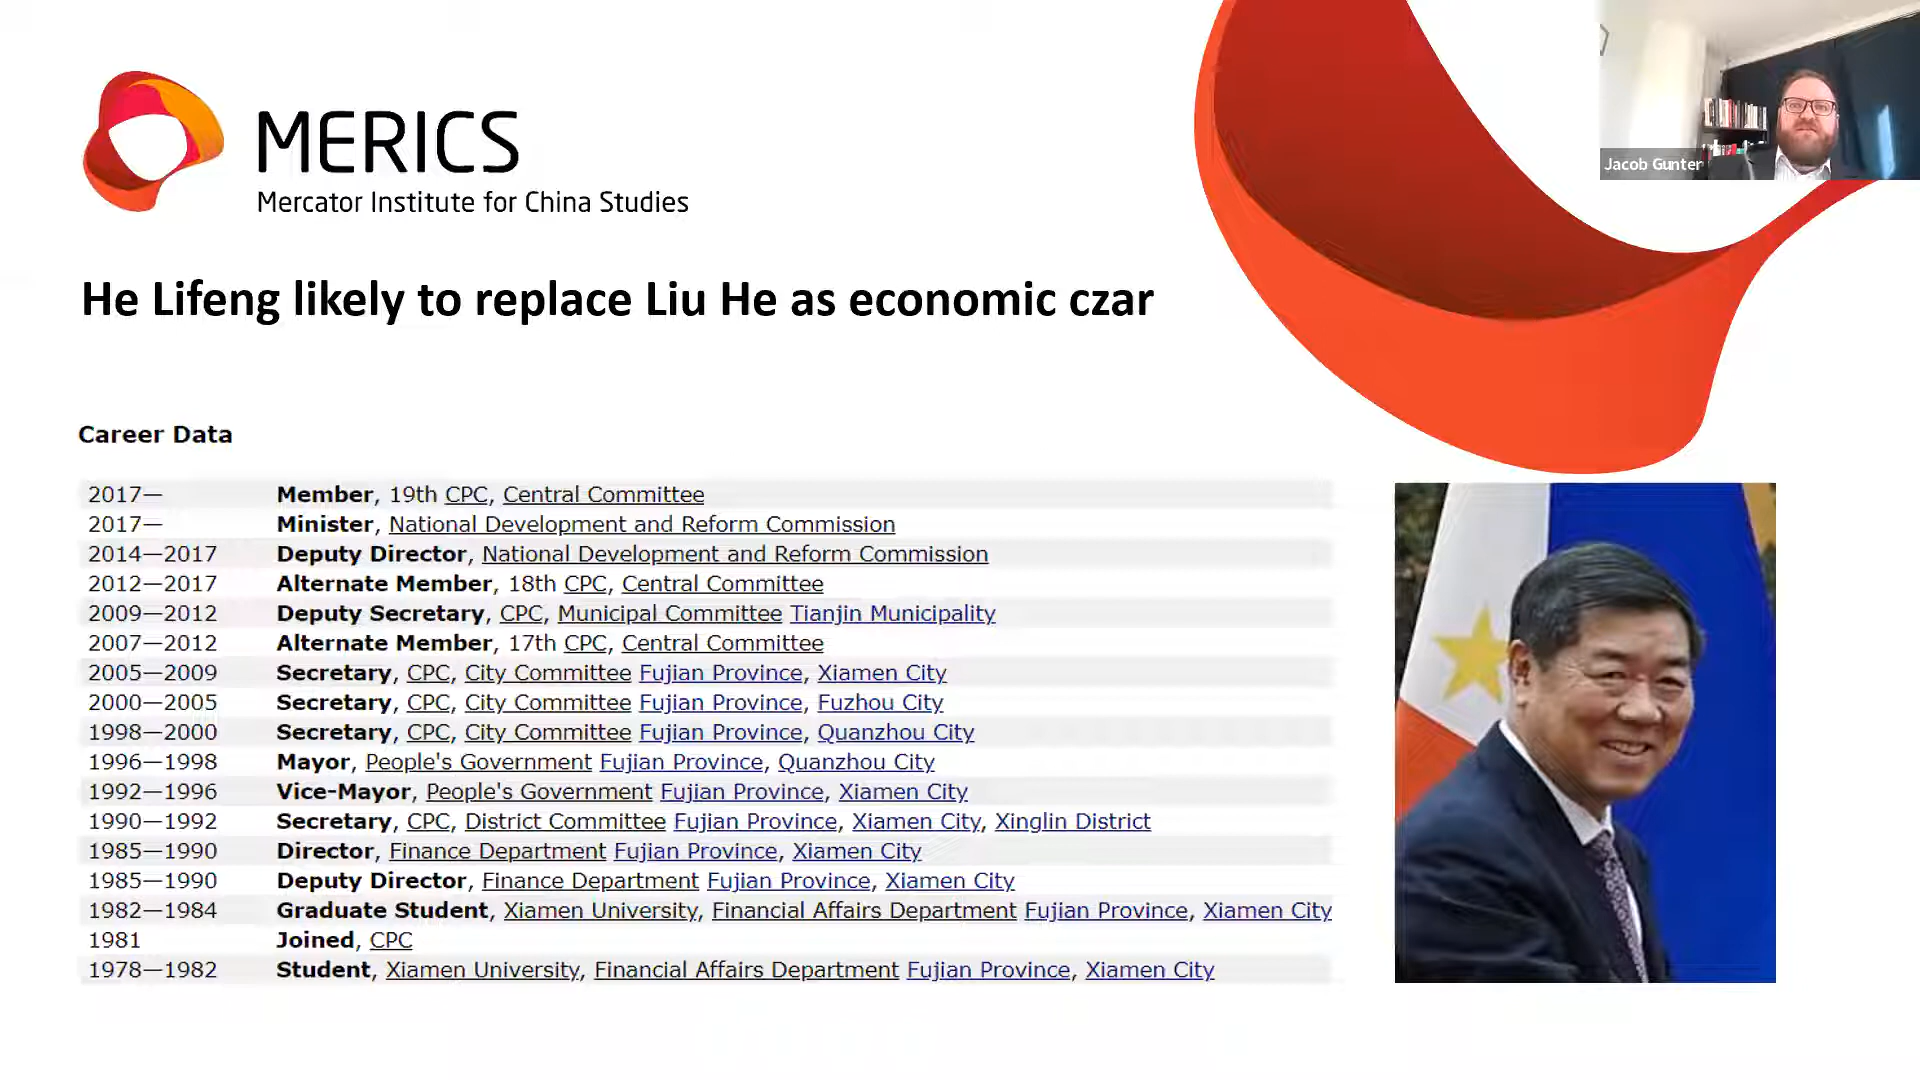 MERICS
Mercator Institute for China Studies
Jacob Gunter
He Lifeng likely to replace Liu He as economic czar
Career Data
2017— Member, 19th CPC, Central Committee
2017— Minister, National Development and Reform Commission
2014—2017 Deputy Director, National Development and Reform Commission
2012—2017 Alternate Member, 18th CPC, Central Committee
2009—2012 Deputy Secretary, CPC, Municipal Committee Tianjin Municipality
2007—2012 Alternate Member, 17th CPC, Central Committee
2005—2009 Secretary, CPC, City Committee Fujian Province, Xiamen City
2000—2005 Secretary, CPC, City Committee Fujian Province, Fuzhou City
1998—2000 Secretary, CPC, City Committee Fujian Province, Quanzhou City
1996—1998 Mayor, People's Government Fujian Province, Quanzhou City
1992—1996 Vice-Mayor, People's Government Fujian Province, Xiamen City
1990—1992 Secretary, CPC, District Committee Fujian Province, Xiamen City, Xinglin District
1985—1990 Director, Finance Department Fujian Province, Xiamen City
1985—1990 Deputy Director, Finance Department Fujian Province, Xiamen City
1982—1984 Graduate Student, Xiamen University, Financial Affairs Department Fujian Province, Xiamen City
1981 Joined, CPC
1978—1982 Student, Xiamen University, Financial Affairs Department Fujian Province, Xiamen City